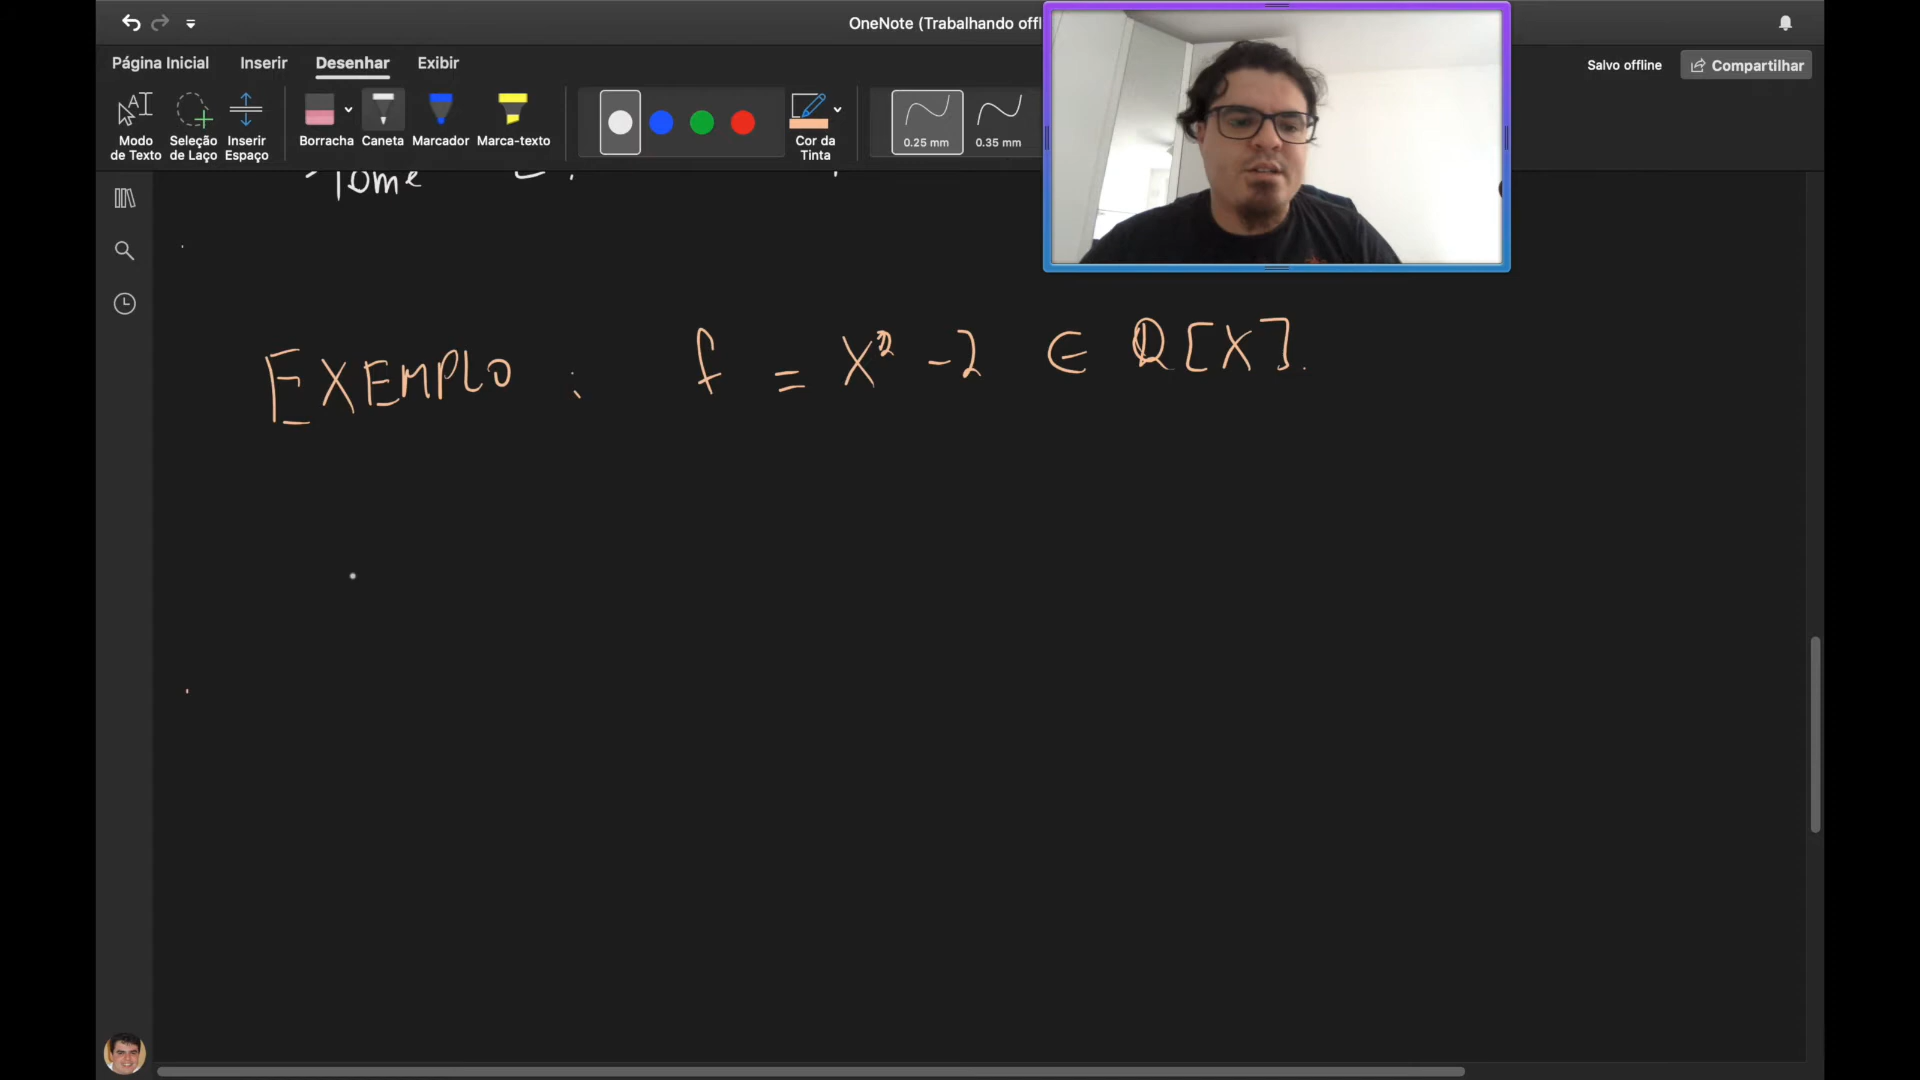 OneNote (Trabalhando offl
Página Inicial Inserir Desenhar Exibir
Salvo offline Compartilhar
Modo de Texto
Seleção de Laço
Inserir Espaço
Borracha Caneta Marcador Marca-texto
Cor da Tinta
0.25 mm 0.35 mm
Tome
EXEMPLO : f = X² - 2 ∈ ℚ[X].